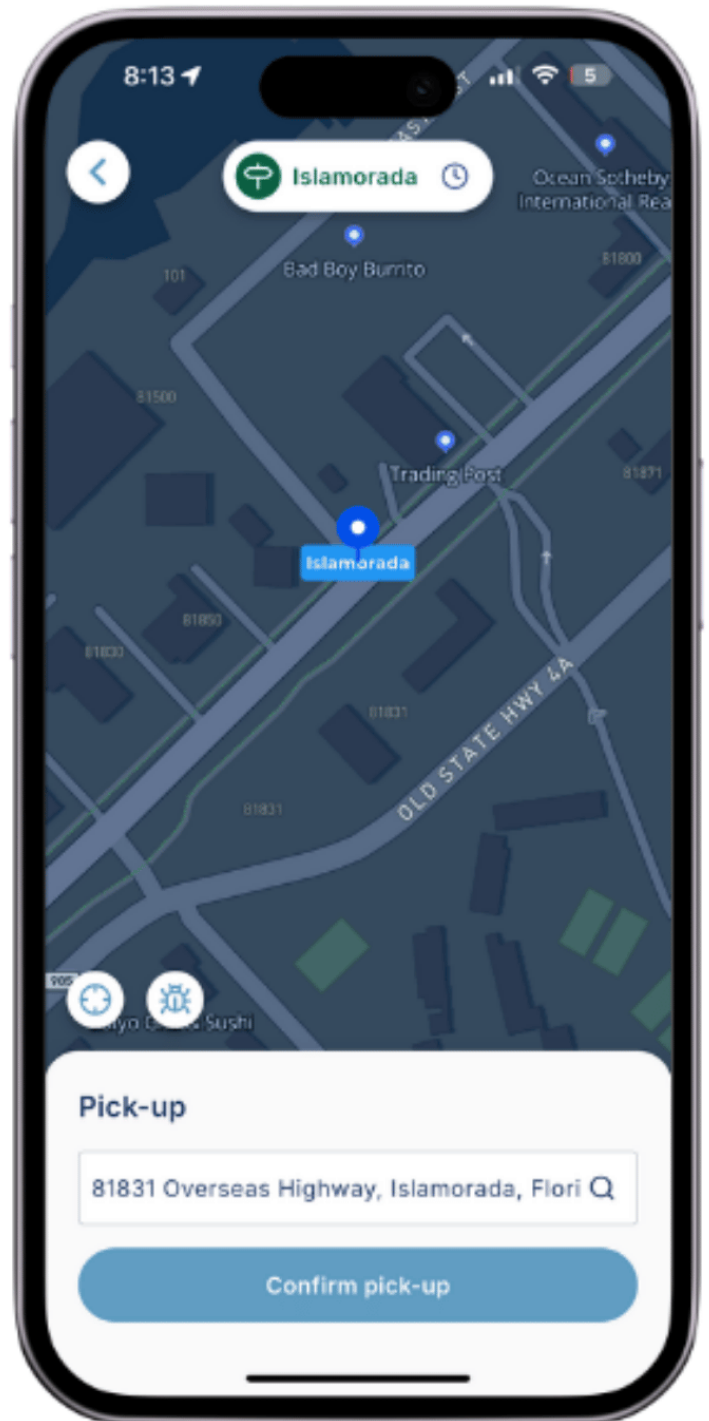 8:13
5
Islamorada
Ocean Sotheby
International Rea
Bad Boy Burrito
101
81800
81500
Trading Post
81871
Islamorada
81850
81830
81831
OLD STATE HWY 4A
81831
905
Sushi
Pick-up
81831 Overseas Highway, Islamorada, Flori
Confirm pick-up